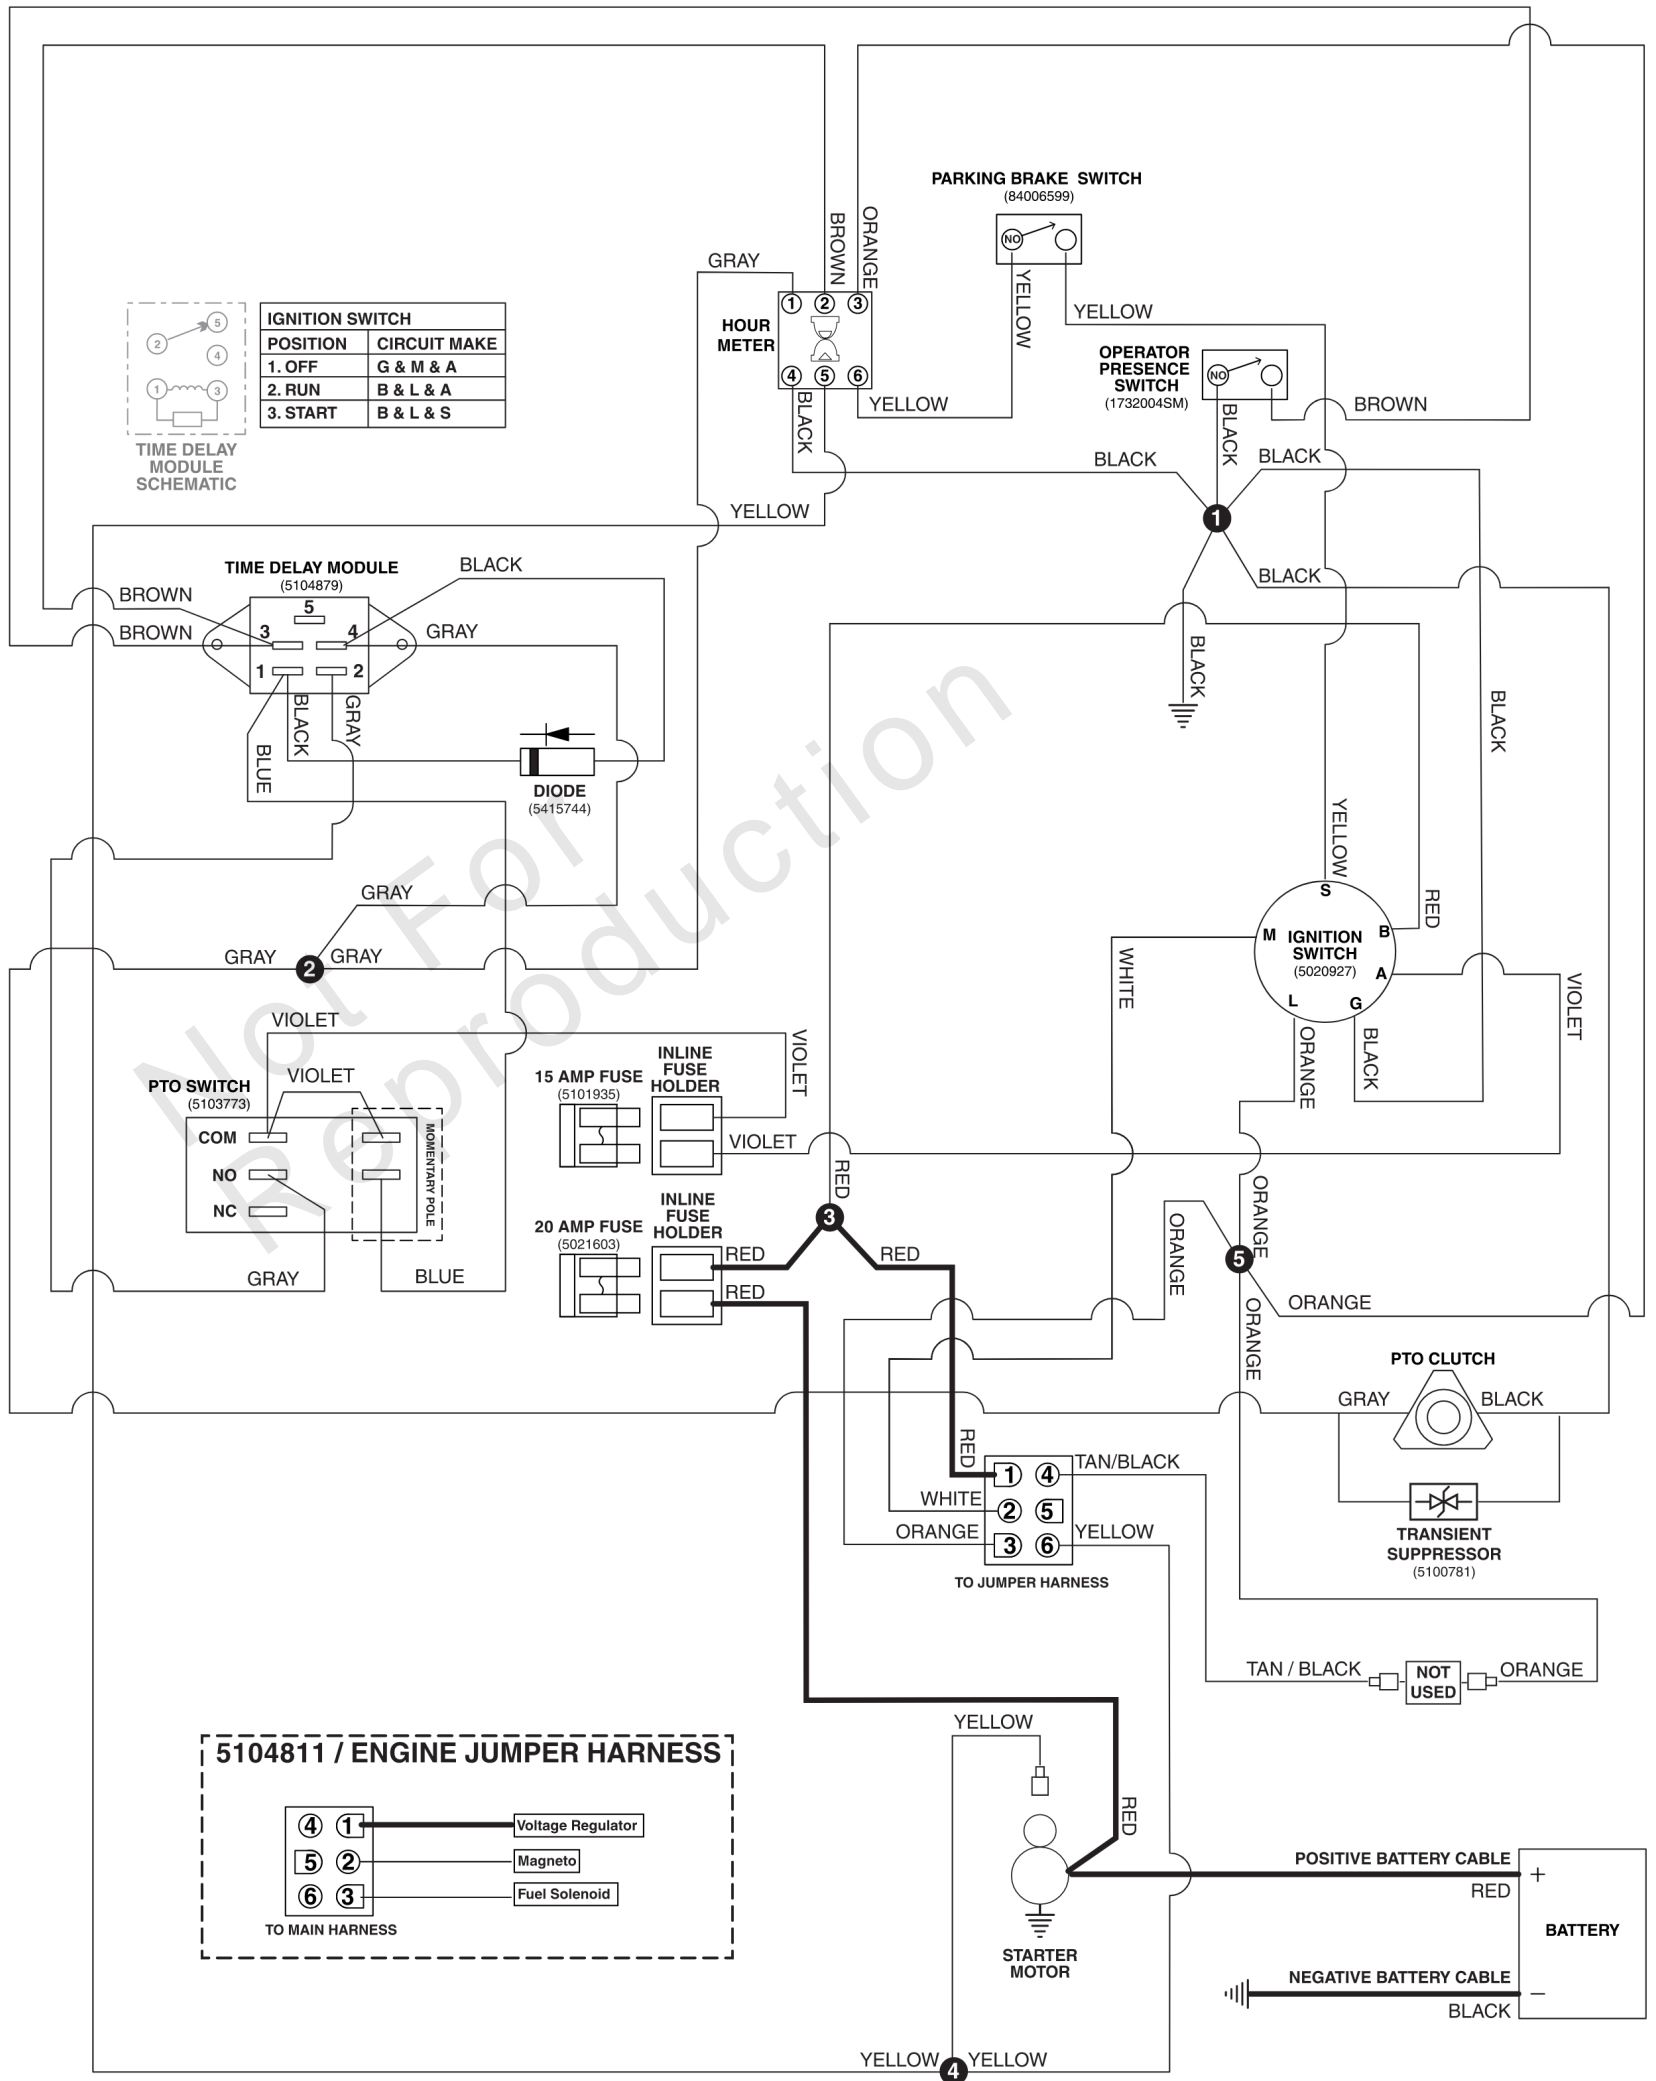 PARKING BRAKE SWITCH
(84006599)
BROWN
ORANGE
GRAY
YELLOW
YELLOW
1 2 3
HOUR
METER
4 5 6
NO
OPERATOR
PRESENCE
SWITCH
(1732004SM)
NO
BROWN
YELLOW
BLACK
BLACK
BLACK
BLACK
YELLOW
1
BLACK
BLACK
BLACK
5
2
4
1 3
TIME DELAY
MODULE
SCHEMATIC
IGNITION SWITCH
POSITION CIRCUIT MAKE
1. OFF G & M & A
2. RUN B & L & A
3. START B & L & S
TIME DELAY MODULE
(5104879)
BLACK
BROWN
BROWN
5
3 4
1 2
GRAY
BLACK
GRAY
BLUE
DIODE
(5415744)
YELLOW
RED
S
M
B
A
L
G
IGNITION
SWITCH
(5020927)
WHITE
VIOLET
ORANGE
BLACK
GRAY
GRAY
2
GRAY
VIOLET
VIOLET
VIOLET
PTO SWITCH
(5103773)
COM
NO
NC
MOMENTARY POLE
GRAY
BLUE
15 AMP FUSE
(5101935)
INLINE
FUSE
HOLDER
VIOLET
RED
3
20 AMP FUSE
(5021603)
INLINE
FUSE
HOLDER
RED
RED
RED
ORANGE
ORANGE
5
ORANGE
ORANGE
PTO CLUTCH
GRAY
BLACK
TRANSIENT
SUPPRESSOR
(5100781)
RED
TAN/BLACK
WHITE
ORANGE
YELLOW
1 4
2 5
3 6
TO JUMPER HARNESS
TAN / BLACK
NOT
USED
ORANGE
YELLOW
RED
5104811 / ENGINE JUMPER HARNESS
4 1
Voltage Regulator
5 2
Magneto
6 3
Fuel Solenoid
TO MAIN HARNESS
STARTER
MOTOR
POSITIVE BATTERY CABLE
+
RED
BATTERY
NEGATIVE BATTERY CABLE
−
BLACK
YELLOW
4
YELLOW
Not For
Reproduction